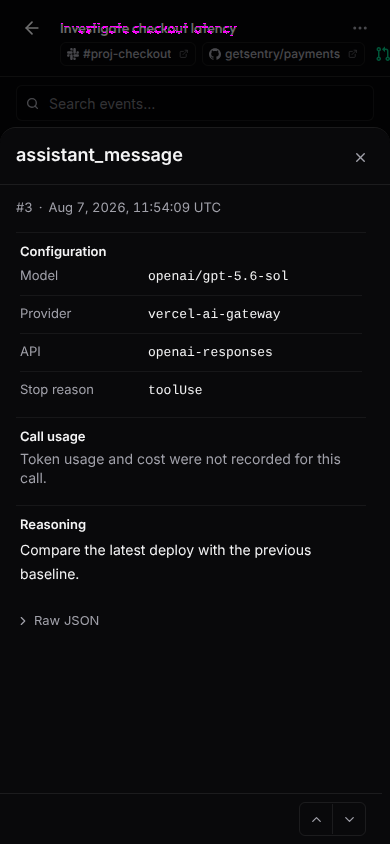 Investigate checkout latency
#proj-checkout
getsentry/payments
Search events...
assistant_message
#3 · Aug 7, 2026, 11:54:09 UTC
Configuration
Model openai/gpt-5.6-sol
Provider vercel-ai-gateway
API openai-responses
Stop reason toolUse
Call usage
Token usage and cost were not recorded for this
call.
Reasoning
Compare the latest deploy with the previous
baseline.
Raw JSON